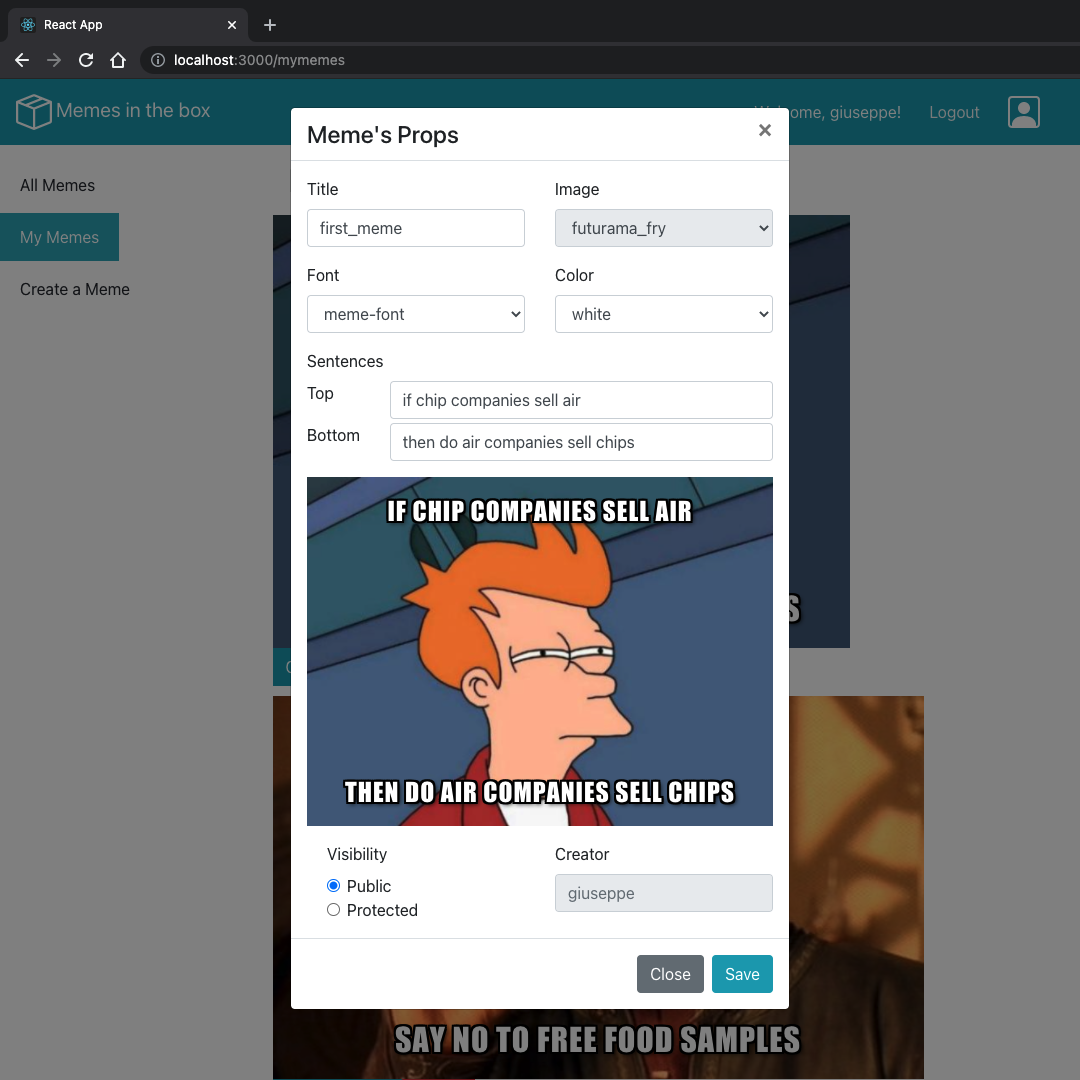 React App
localhost:3000/mymemes
Memes in the box
Welcome, giuseppe!
Logout
All Memes
My Memes
Create a Meme
Meme's Props
Title
Image
first_meme
futurama_fry
Font
Color
meme-font
white
Sentences
Top
if chip companies sell air
Bottom
then do air companies sell chips
IF CHIP COMPANIES SELL AIR
THEN DO AIR COMPANIES SELL CHIPS
Visibility
Creator
Public
giuseppe
Protected
Close
Save
SAY NO TO FREE FOOD SAMPLES